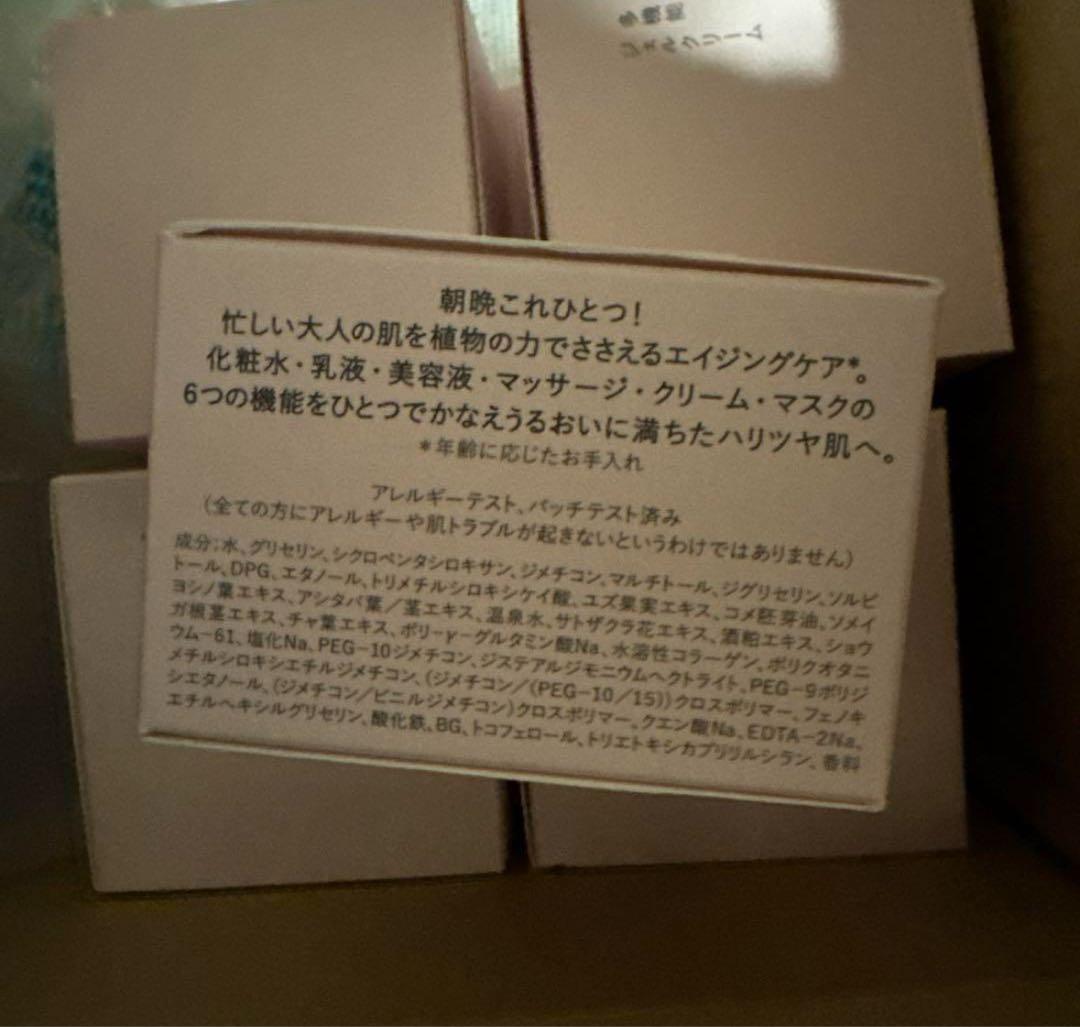 多機能
ジェルクリーム
朝晩これひとつ！
忙しい大人の肌を植物の力でささえるエイジングケア*。
化粧水・乳液・美容液・マッサージ・クリーム・マスクの
6つの機能をひとつでかなえうるおいに満ちたハリツヤ肌へ。
*年齢に応じたお手入れ
アレルギーテスト、パッチテスト済み
（全ての方にアレルギーや肌トラブルが起きないというわけではありません）
成分；水、グリセリン、シクロペンタシロキサン、ジメチコン、マルチトール、ジグリセリン、ソルビ
トール、DPG、エタノール、トリメチルシロキシケイ酸、ユズ果実エキス、コメ胚芽油、ソメイ
ヨシノ葉エキス、アシタバ葉／茎エキス、温泉水、サトザクラ花エキス、酒粕エキス、ショウ
ガ根茎エキス、チャ葉エキス、ポリ-γ-グルタミン酸Na、水溶性コラーゲン、ポリクオタニ
ウム-61、塩化Na、PEG-10ジメチコン、ジステアルジモニウムヘクトライト、PEG-9ポリジ
メチルシロキシエチルジメチコン、（ジメチコン/（PEG-10/15））クロスポリマー、フェノキ
シエタノール、（ジメチコン/ビニルジメチコン）クロスポリマー、クエン酸Na、EDTA-2Na、
エチルヘキシルグリセリン、酸化鉄、BG、トコフェロール、トリエトキシカプリリルシラン、香料